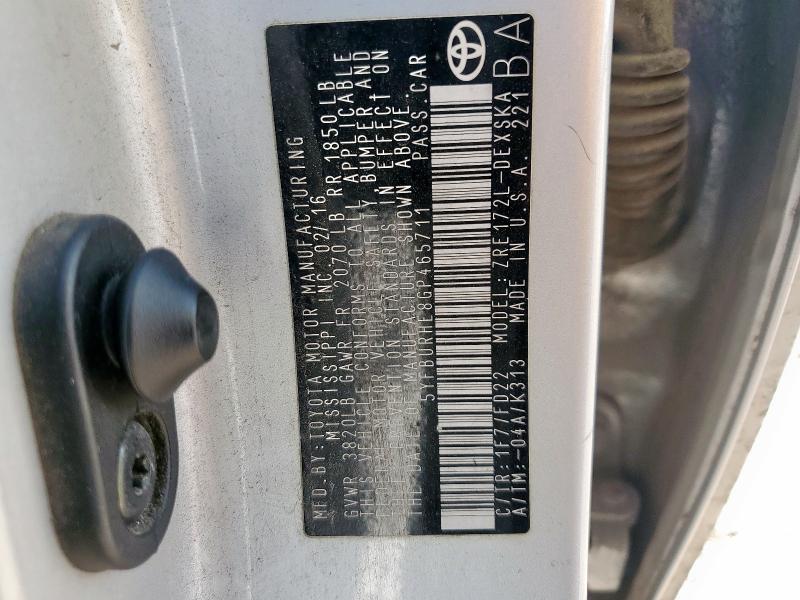 MFD.BY:TOYOTA MOTOR MANUFACTURING
MISSISSIPPI INC. 02/16
GVWR 3820LB GAWR FR 2070 LB RR 1850LB
THIS VEHICLE CONFORMS TO ALL APPLICABLE
FEDERAL MOTOR VEHICLE SAFETY BUMPER AND
THEFT PREVENTION STANDARDS IN EFFECT ON
THE DATE OF MANUFACTURE SHOWN ABOVE.
5YFBURHE8GP465711 PASS.CAR
C/TR:1F7/FD22 MODEL: ZRE172L-DEXSKA
A/TM:-04A/K313 MADE IN U.S.A. 221
BA